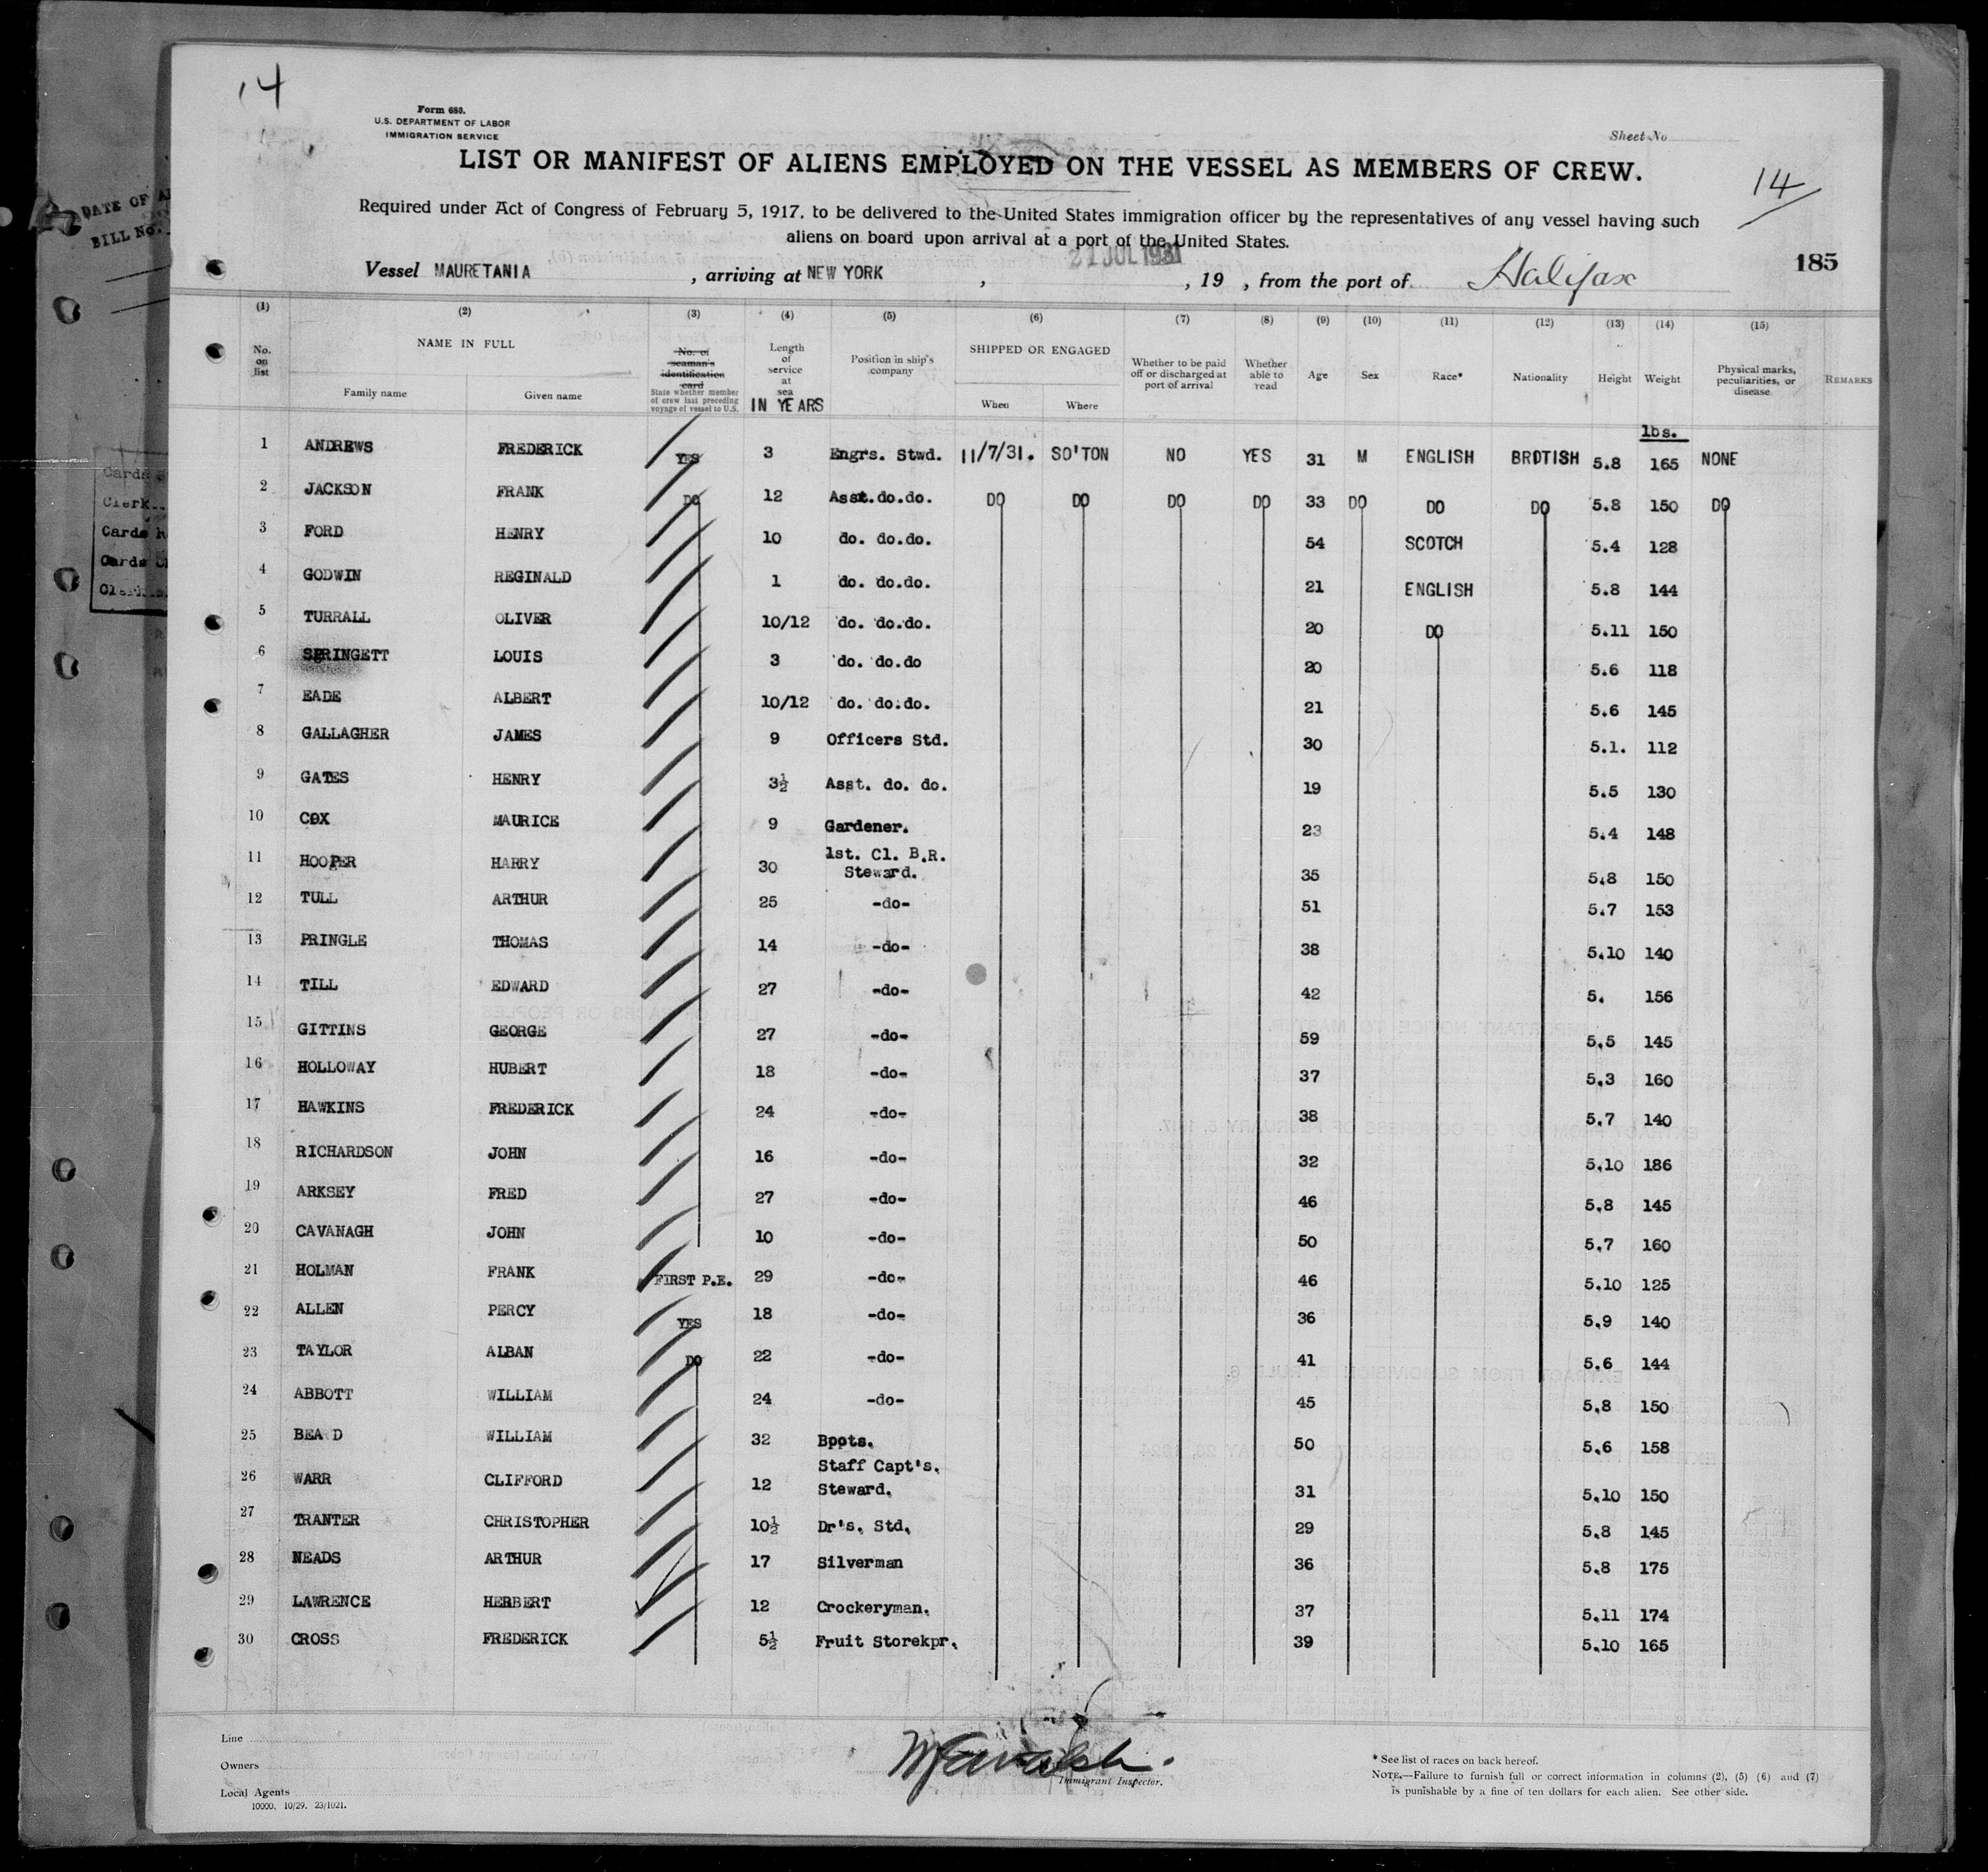 14
Form 680.
U.S. DEPARTMENT OF LABOR
IMMIGRATION SERVICE
Sheet No
LIST OR MANIFEST OF ALIENS EMPLOYED ON THE VESSEL AS MEMBERS OF CREW.
14
Required under Act of Congress of February 5, 1917, to be delivered to the United States immigration officer by the representatives of any vessel having such
aliens on board upon arrival at a port of the United States.
185
Vessel MAURETANIA , arriving at NEW YORK , 21 JUL 1931 , 19 , from the port of Halifax
DATE OF
BILL No.
Cards
Clerk
Cards
Cards
(1) (2) (3) (4) (5) (6) (7) (8) (9) (10) (11) (12) (13) (14) (15)
No. on list
NAME IN FULL
Family name Given name
No. of seaman's identification card
State whether member of crew last preceding voyage of vessel to U.S.
Length of service at sea
IN YEARS
Position in ship's company
SHIPPED OR ENGAGED
When Where
Whether to be paid off or discharged at port of arrival
Whether able to read
Age Sex Race* Nationality Height Weight
Physical marks, peculiarities, or disease
REMARKS
lbs.
1 ANDREWS FREDERICK YES 3 Engrs. Stwd. 11/7/31. SO'TON NO YES 31 M ENGLISH BROTISH 5.8 165 NONE
2 JACKSON FRANK DO 12 Asst.do.do. DO DO DO DO 33 DO DO DO 5.8 150 DO
3 FORD HENRY 10 do. do.do. 54 SCOTCH 5.4 128
4 GODWIN REGINALD 1 do. do.do. 21 ENGLISH 5.8 144
5 TURRALL OLIVER 10/12 do. do.do. 20 DO 5.11 150
6 SPRINGETT LOUIS 3 do. do.do 20 5.6 118
7 EADE ALBERT 10/12 do. do.do. 21 5.6 145
8 GALLAGHER JAMES 9 Officers Std. 30 5.1. 112
9 GATES HENRY 3½ Asst. do. do. 19 5.5 130
10 COX MAURICE 9 Gardener. 23 5.4 148
11 HOOPER HARRY 30 1st. Cl. B.R. Steward. 35 5.8 150
12 TULL ARTHUR 25 -do- 51 5.7 153
13 PRINGLE THOMAS 14 -do- 38 5.10 140
14 TILL EDWARD 27 -do- 42 5. 156
15 GITTINS GEORGE 27 -do- 59 5.5 145
16 HOLLOWAY HUBERT 18 -do- 37 5.3 160
17 HAWKINS FREDERICK 24 -do- 38 5.7 140
18 RICHARDSON JOHN 16 -do- 32 5.10 186
19 ARKSEY FRED 27 -do- 46 5.8 145
20 CAVANAGH JOHN 10 -do- 50 5.7 160
21 HOLMAN FRANK FIRST P.E. 29 -do- 46 5.10 125
22 ALLEN PERCY YES 18 -do- 36 5.9 140
23 TAYLOR ALBAN DO 22 -do- 41 5.6 144
24 ABBOTT WILLIAM 24 -do- 45 5.8 150
25 BEA D WILLIAM 32 Bpots. 50 5.6 158
26 WARR CLIFFORD 12 Staff Capt's. Steward. 31 5.10 150
27 TRANTER CHRISTOPHER 10½ Dr's. Std. 29 5.8 145
28 NEADS ARTHUR 17 Silverman 36 5.8 175
29 LAWRENCE HERBERT 12 Crockeryman. 37 5.11 174
30 CROSS FREDERICK 5½ Fruit Storekpr. 39 5.10 165
Line
Owners
Local Agents
10000, 10/29. 23/1021.
Immigrant Inspector.
* See list of races on back hereof.
NOTE.—Failure to furnish full or correct information in columns (2), (5) (6) and (7)
is punishable by a fine of ten dollars for each alien. See other side.